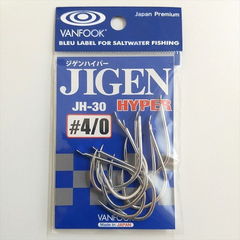 Japan Premium
VANFOOK®
BLEU LABEL FOR SALTWATER FISHING
ジゲンハイパー
JIGEN
JH-30 HYPER
#4/0
VANFOOK
Made in JAPAN